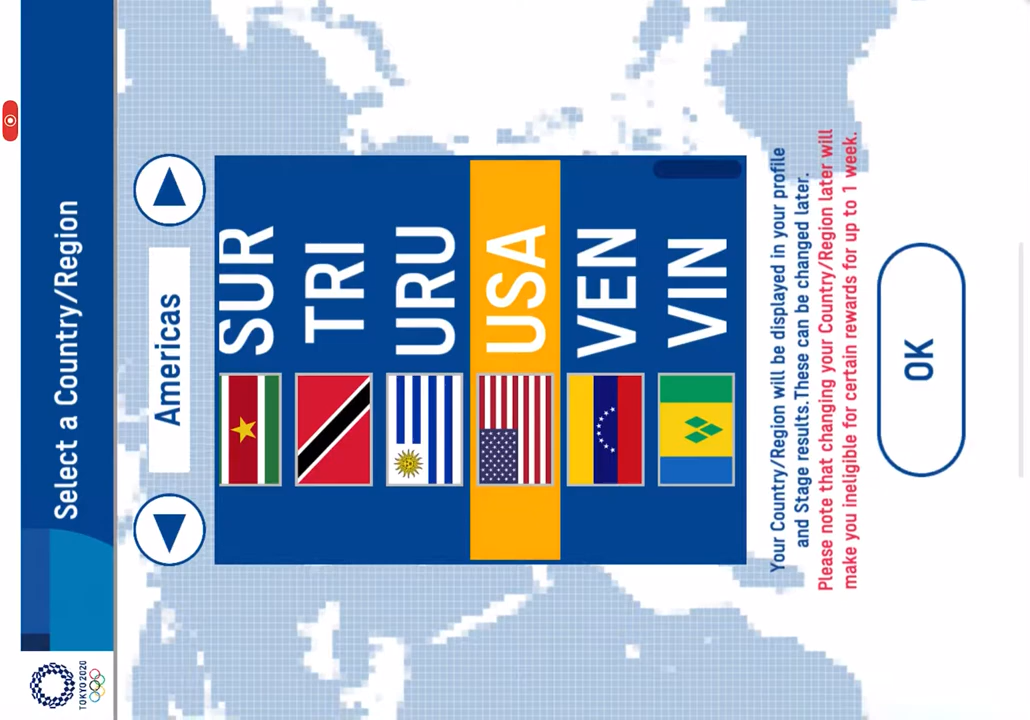 TOKYO 2020
Select a Country/Region
Americas
SUR
TRI
URU
USA
VEN
VIN
Your Country/Region will be displayed in your profile
and Stage results.These can be changed later.
Please note that changing your Country/Region later will
make you ineligible for certain rewards for up to 1 week.
OK